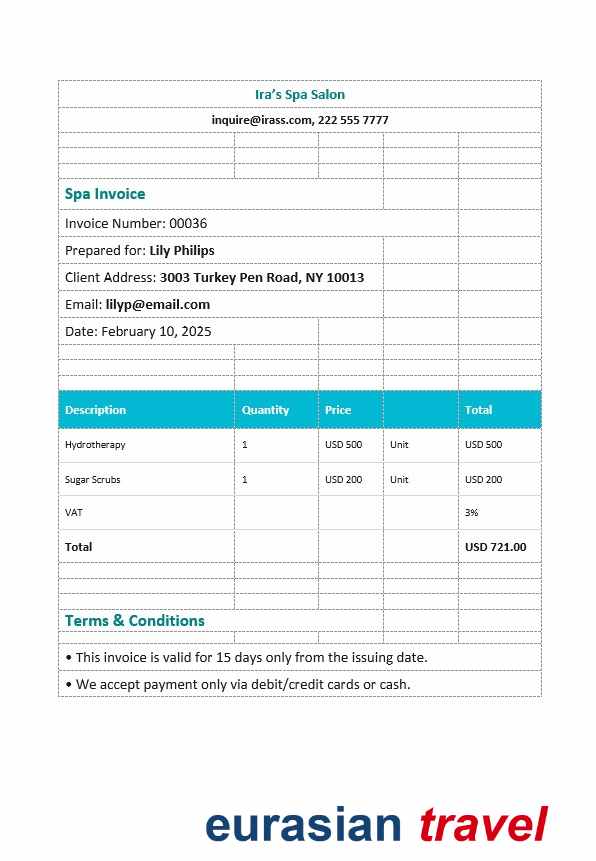 Ira’s Spa Salon
inquire@irass.com, 222 555 7777
Spa Invoice
Invoice Number: 00036
Prepared for: Lily Philips
Client Address: 3003 Turkey Pen Road, NY 10013
Email: lilyp@email.com
Date: February 10, 2025
Description Quantity Price Total
Hydrotherapy 1 USD 500 Unit USD 500
Sugar Scrubs 1 USD 200 Unit USD 200
VAT 3%
Total USD 721.00
Terms & Conditions
• This invoice is valid for 15 days only from the issuing date.
• We accept payment only via debit/credit cards or cash.
eurasian travel